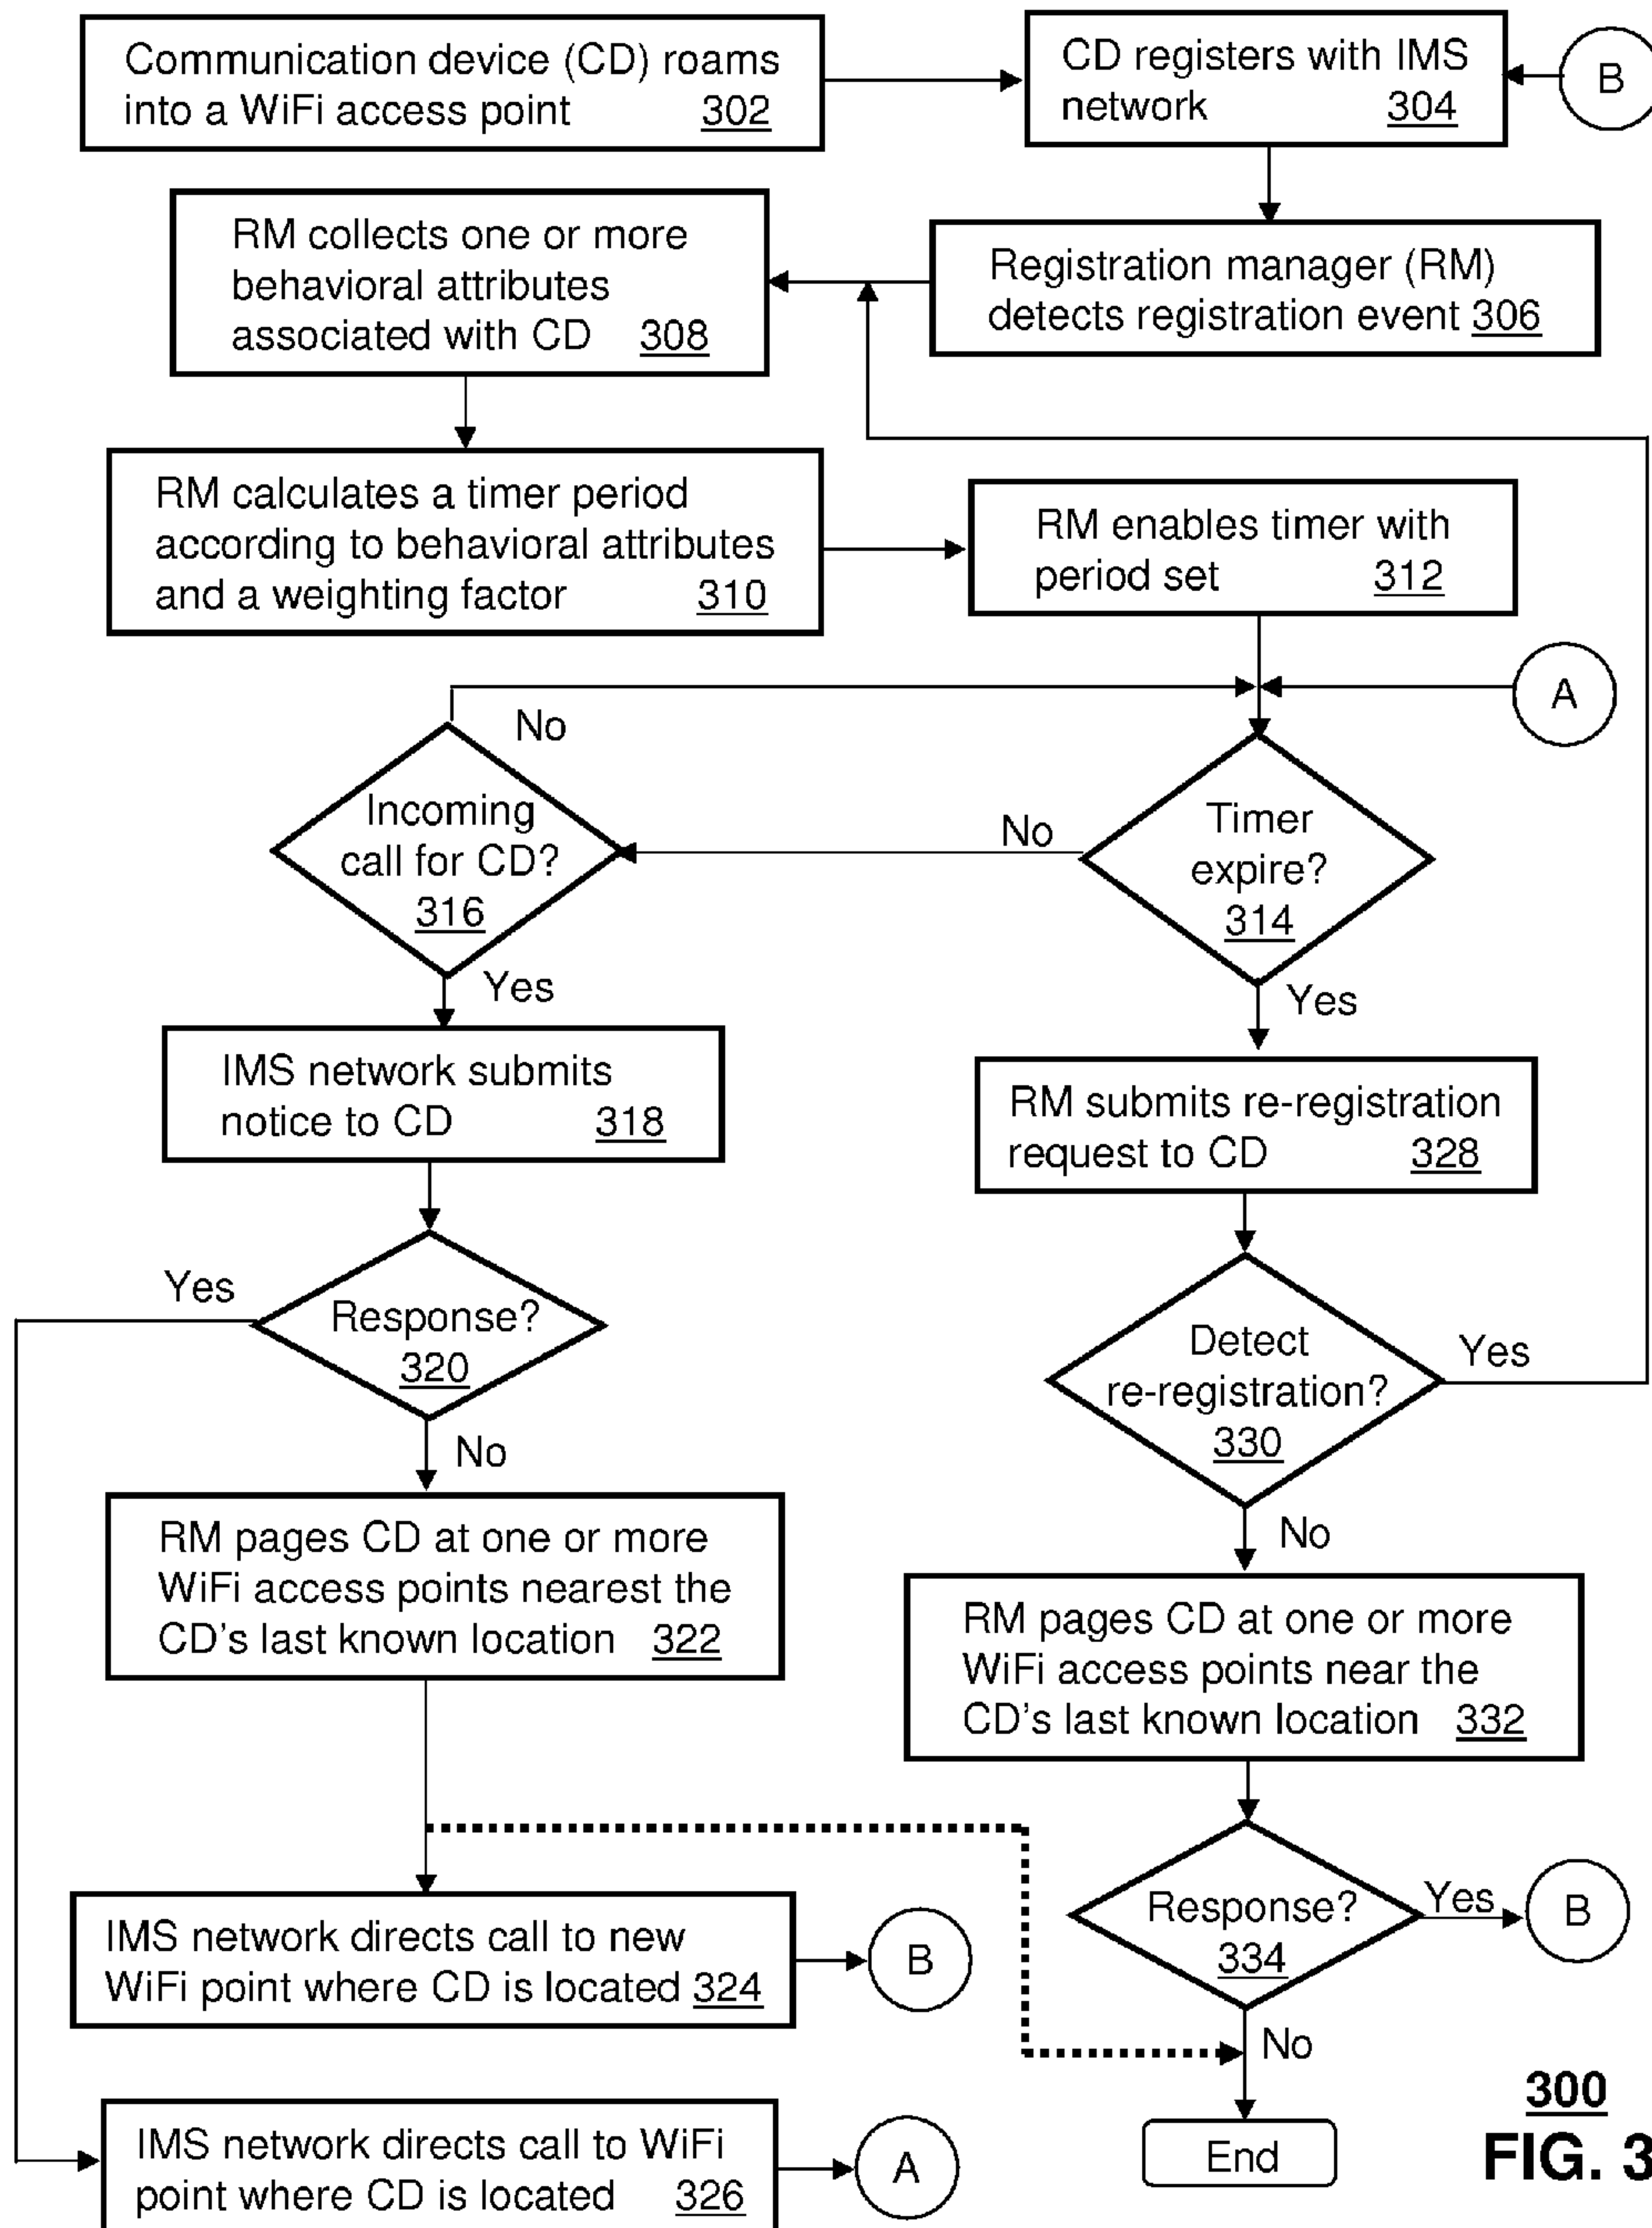 Communication device (CD) roams
into a WiFi access point 302
CD registers with IMS
network 304
B
RM collects one or more
behavioral attributes
associated with CD 308
Registration manager (RM)
detects registration event 306
RM calculates a timer period
according to behavioral attributes
and a weighting factor 310
RM enables timer with
period set 312
A
No
Incoming
call for CD?
316
No
Timer
expire?
314
Yes
Yes
IMS network submits
notice to CD 318
RM submits re-registration
request to CD 328
Yes
Response?
320
Detect
re-registration?
330
Yes
No
No
RM pages CD at one or more
WiFi access points nearest the
CD's last known location 322
RM pages CD at one or more
WiFi access points near the
CD's last known location 332
Response?
334
Yes
B
IMS network directs call to new
WiFi point where CD is located 324
B
No
IMS network directs call to WiFi
point where CD is located 326
A
End
300
FIG. 3